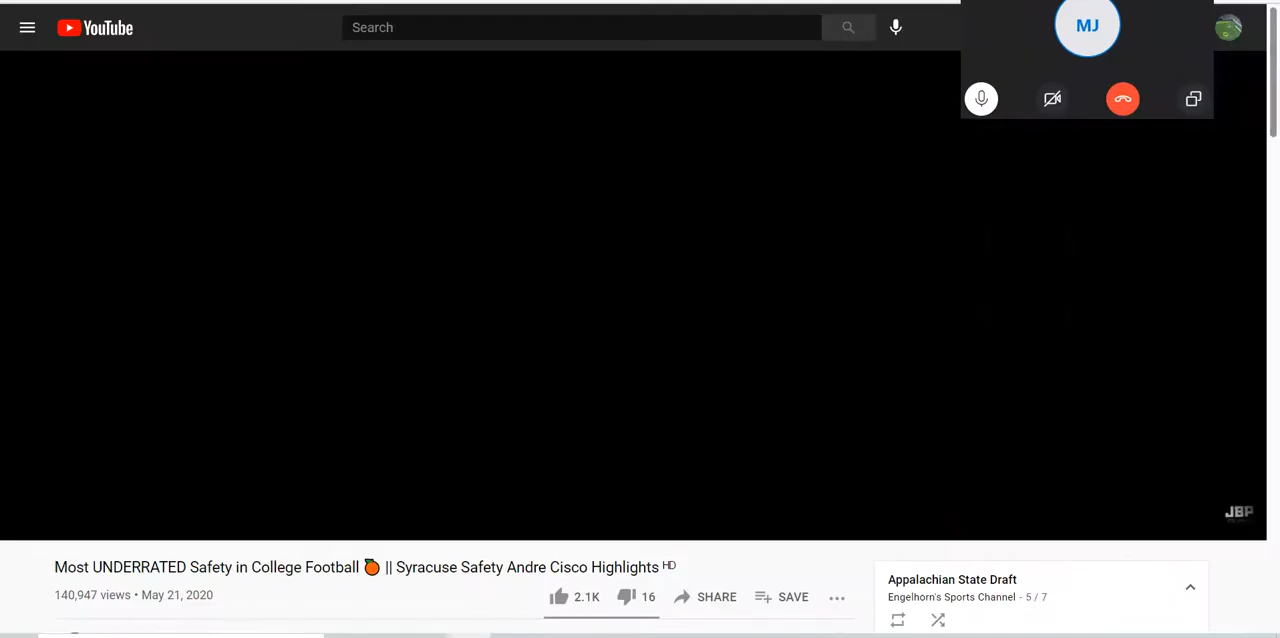 YouTube
Search
MJ
JBP
Most UNDERRATED Safety in College Football 🍊 || Syracuse Safety Andre Cisco Highlights ᴴᴰ
140,947 views • May 21, 2020
2.1K
16
SHARE
SAVE
Appalachian State Draft
Engelhorn's Sports Channel - 5 / 7